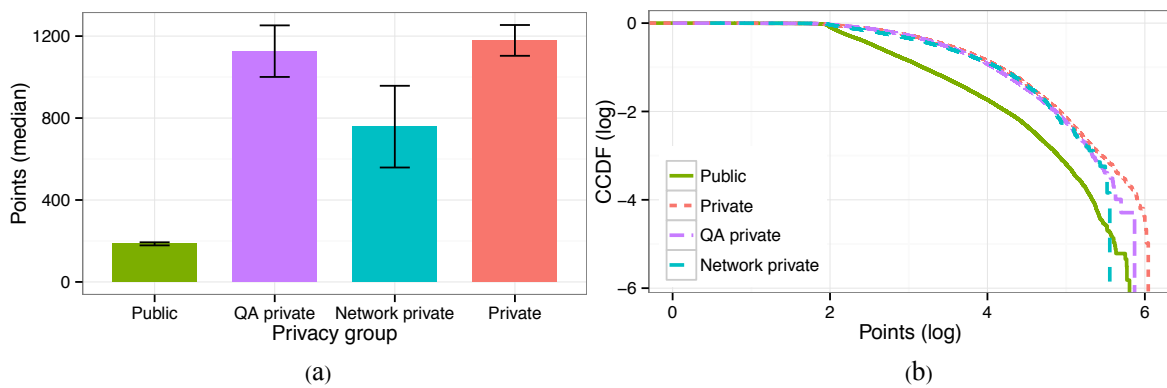 Points (median)
1200
800
400
0
Public
QA private
Network private
Private
Privacy group
(a)
CCDF (log)
0
−2
−4
−6
Public
Private
QA private
Network private
0
2
4
6
Points (log)
(b)